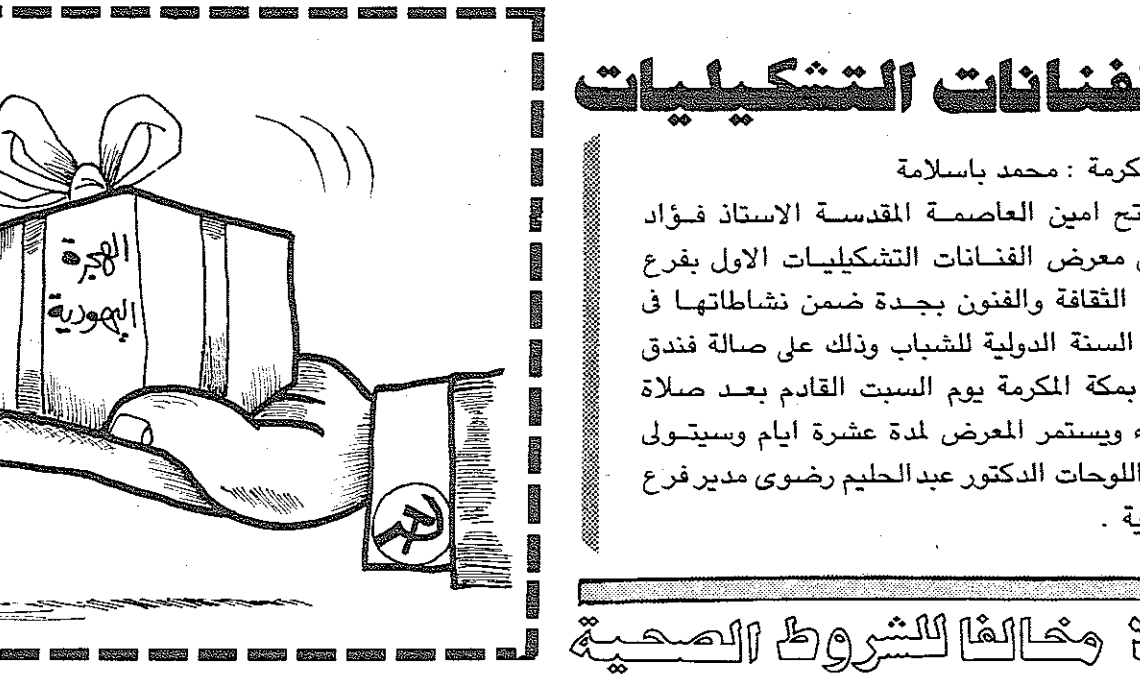 لفنانات التشكيليات
كرمة : محمد باسلامة
تح امين العاصمة المقدسة الاستاذ فؤاد
معرض الفنانات التشكيليات الاول بفرع
الثقافة والفنون بجدة ضمن نشاطاتها فى
السنة الدولية للشباب وذلك على صالة فندق
بمكة المكرمة يوم السبت القادم بعد صلاة
ويستمر المعرض لمدة عشرة ايام وسيتولى
اللوحات الدكتور عبدالحليم رضوى مدير فرع
ية .
مخالفا للشروط الصحية
الهجرة
اليهودية